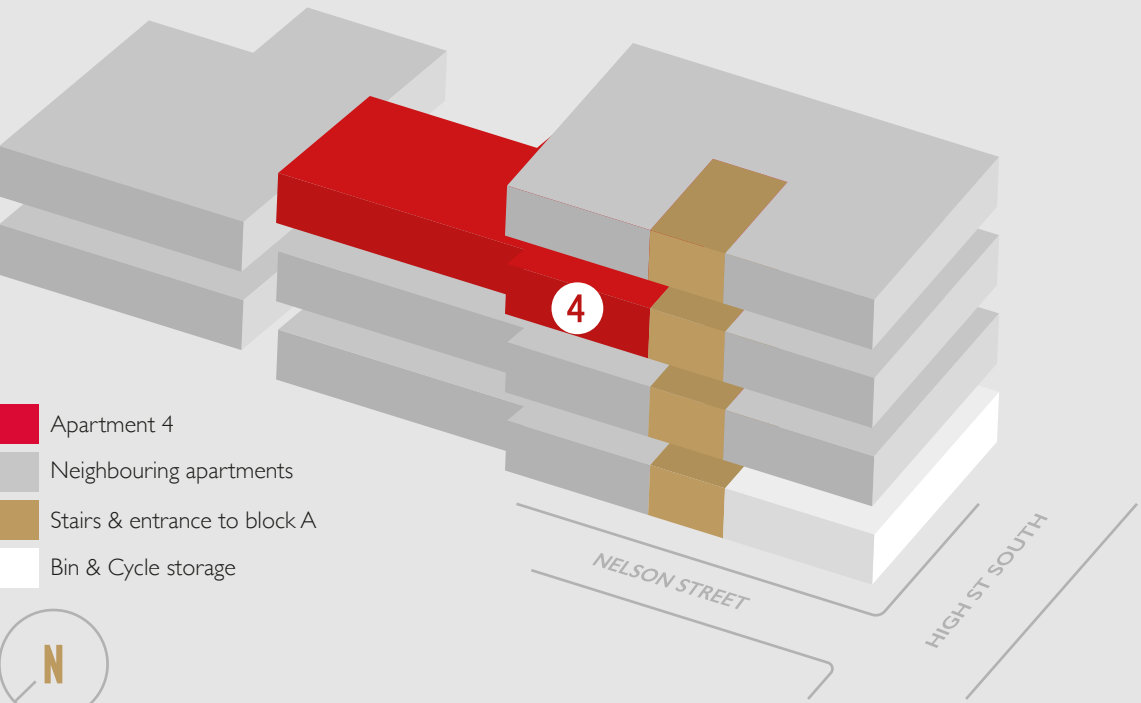 4
Apartment 4
Neighbouring apartments
Stairs & entrance to block A
Bin & Cycle storage
NELSON STREET
HIGH ST SOUTH
N